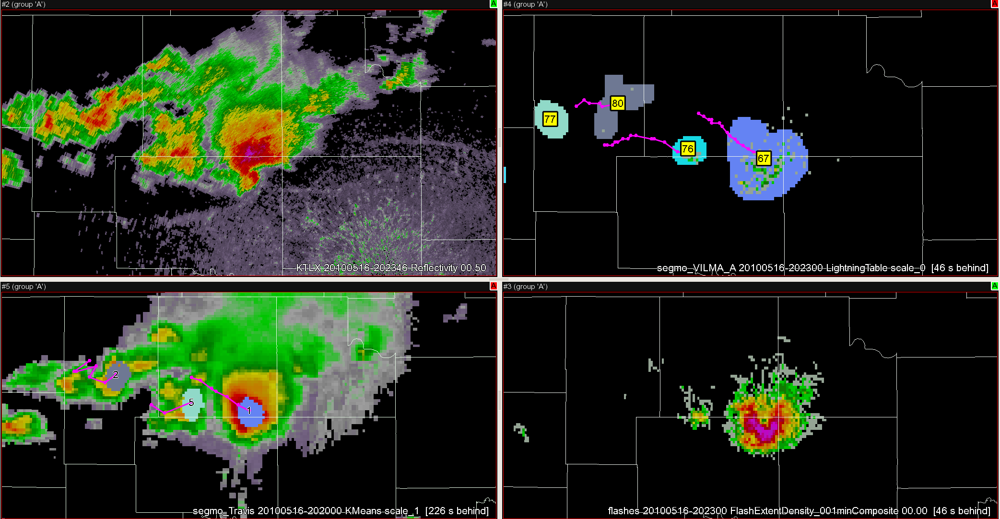 #2 (group 'A')
A
KTLX 20100516-202346 Reflectivity 00.50
#4 (group 'A')
A
80
77
76
67
segmo_VILMA_A 20100516-202300 LightningTable scale_0 [46 s behind]
#5 (group 'A')
A
2
5
1
segmo_Travis 20100516-202000 KMeans scale_1 [226 s behind]
#3 (group 'A')
A
flashes 20100516-202300 FlashExtentDensity_001minComposite 00.00 [46 s behind]